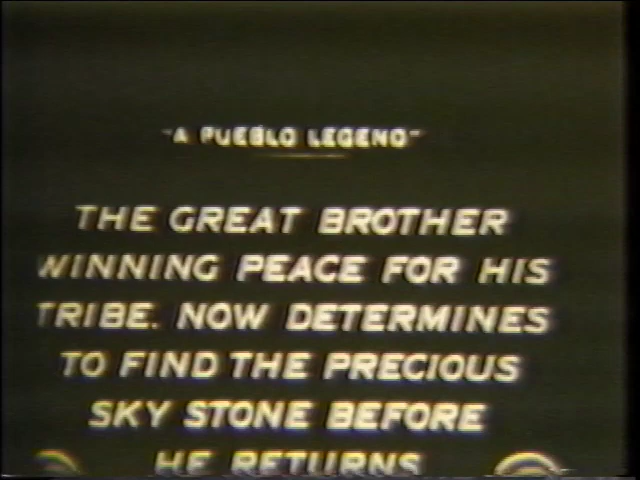 "A PUEBLO LEGEND"
THE GREAT BROTHER
WINNING PEACE FOR HIS
TRIBE. NOW DETERMINES
TO FIND THE PRECIOUS
SKY STONE BEFORE
HE RETURNS